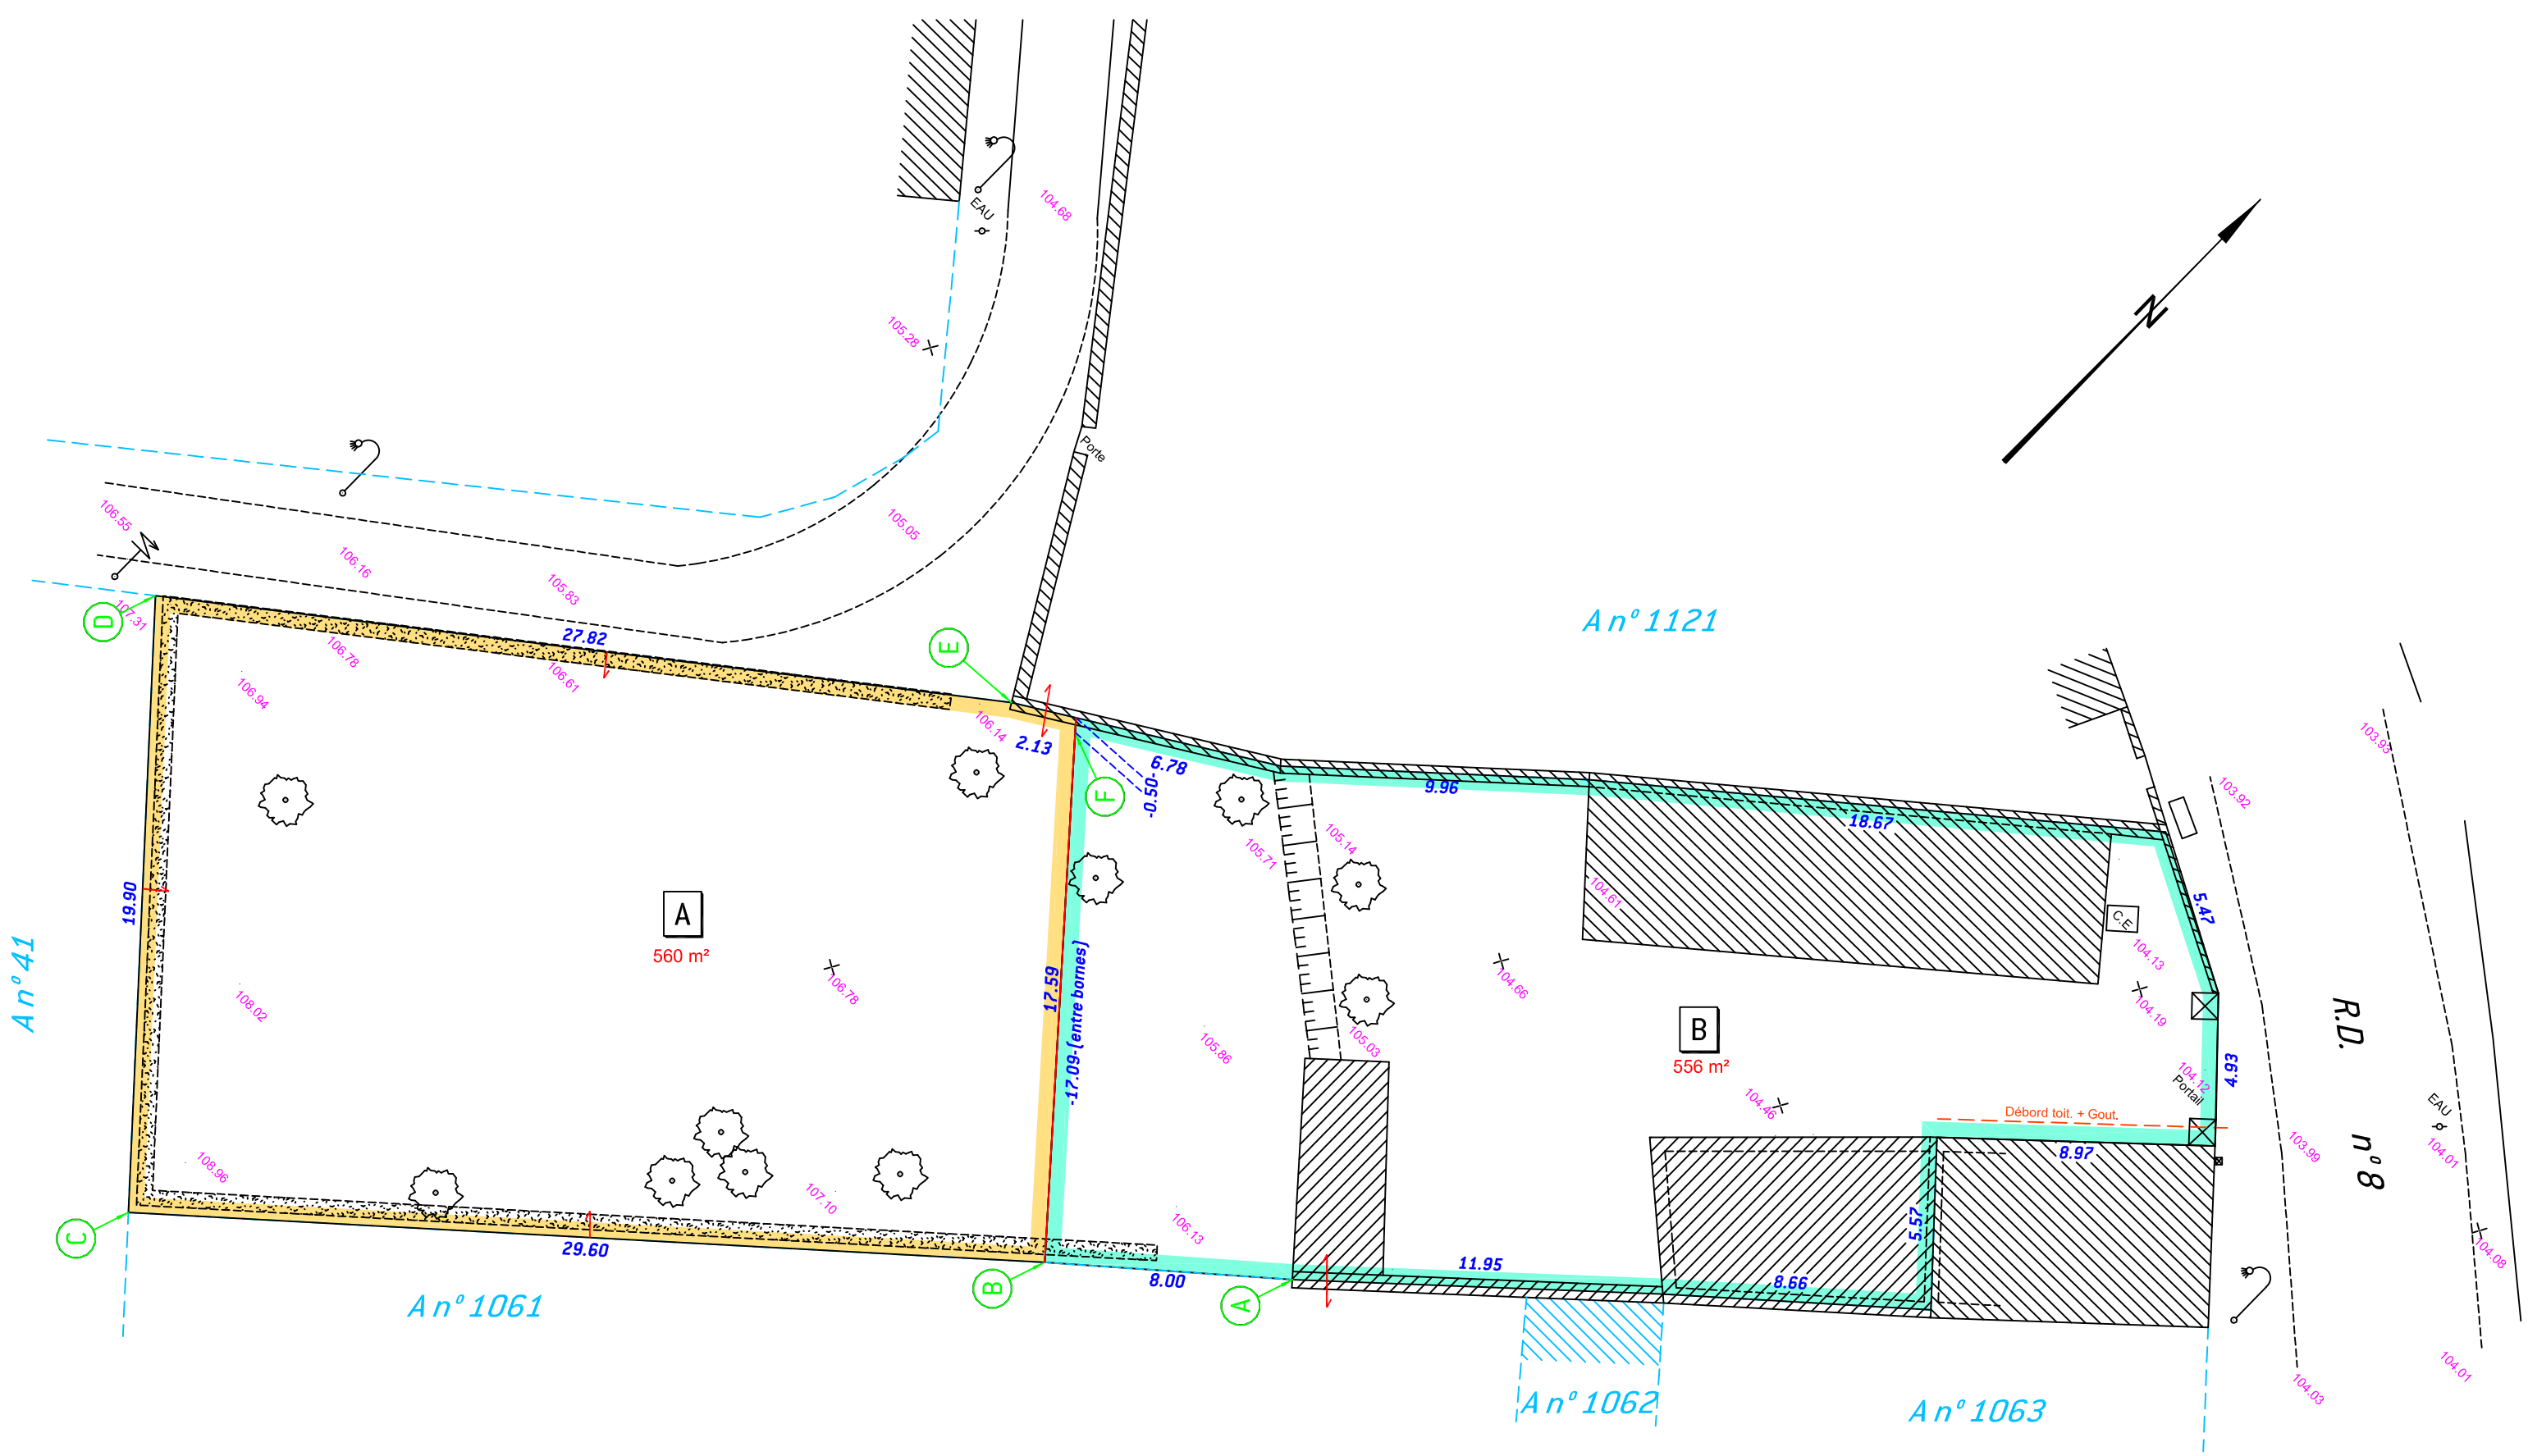 EAU
104.68
105.28
N
Porte
106.55
106.16
105.83
105.05
107.31
D
27.82
E
A n° 1121
106.78
106.94
106.61
106.14
2.13
6.78
-0.50-
F
9.96
18.67
103.93
103.92
105.71
105.14
104.61
5.47
C.E
104.13
104.19
19.90
A
560 m²
106.78
104.66
17.59
-17.09-(entre bornes)
A n° 41
108.02
105.86
105.03
B
556 m²
104.46
104.12
Portail
4.93
R.D. n° 8
Débord toit. + Gout.
8.97
EAU
104.01
103.99
108.96
107.10
106.13
5.57
C
29.60
B
8.00
A
11.95
8.66
104.08
A n° 1061
A n° 1062
A n° 1063
104.03
104.01